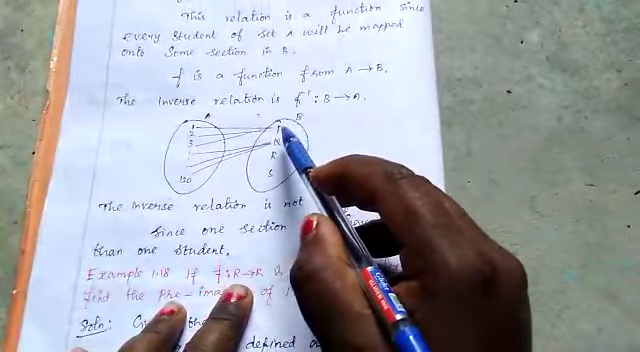 This relation is a function since
every student of set A will be mapped
onto some section in B.
f is a function from A → B.
The inverse relation is f' : B → A.
A B
1 P
2
3 Q
. R
. S
120
The inverse relation is not
since one section
than one student.
Example 1.18 If f : R → R
find the pre-image of
Soln:
defined